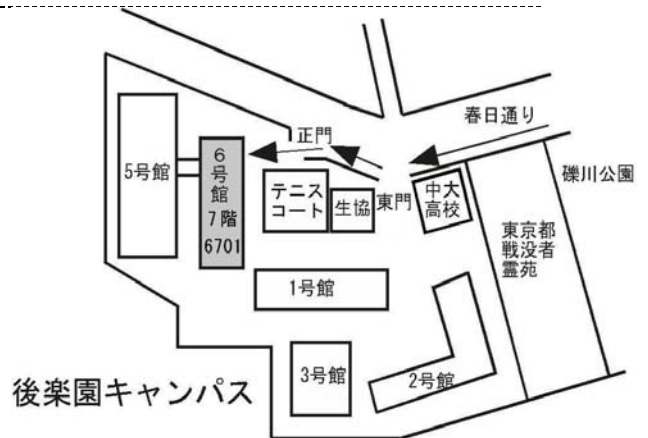 春日通り
正門
5号館
6
号
館
7階
6701
テニス
コート
生協
東門
中大
高校
礫川公園
東京都
戦没者
霊苑
1号館
3号館
2号館
後楽園キャンパス